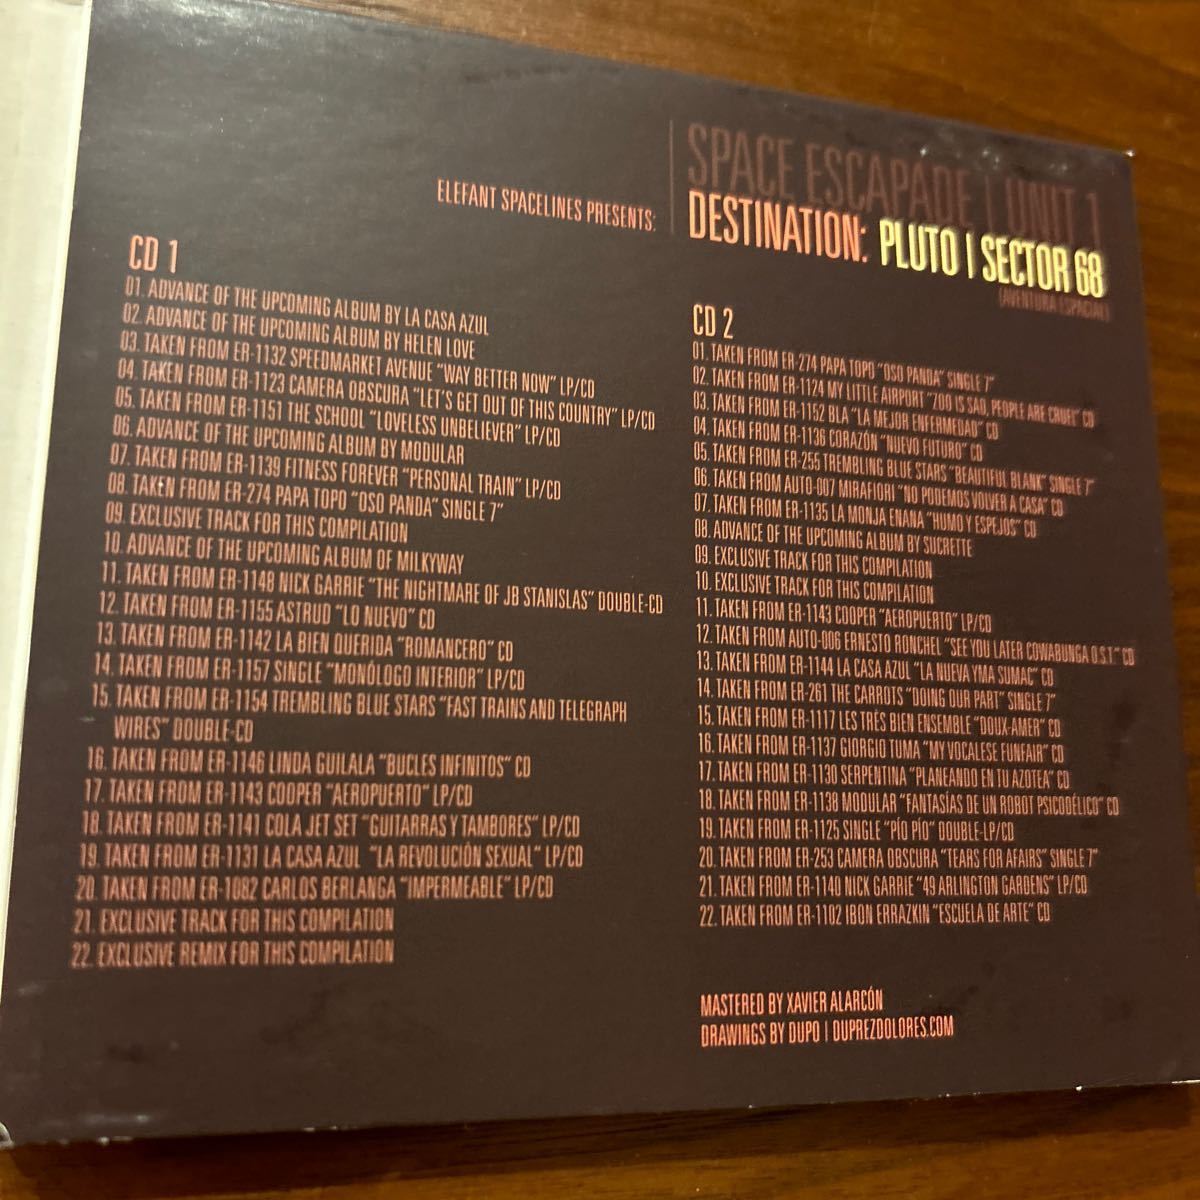 ELEFANT SPACELINES PRESENTS:
SPACE ESCAPADE | UNIT 1
DESTINATION: PLUTO | SECTOR 68
(AVENTURA ESPACIAL)
CD 1
01. ADVANCE OF THE UPCOMING ALBUM BY LA CASA AZUL
02. ADVANCE OF THE UPCOMING ALBUM BY HELEN LOVE
03. TAKEN FROM ER-1132 SPEEDMARKET AVENUE "WAY BETTER NOW" LP/CD
04. TAKEN FROM ER-1123 CAMERA OBSCURA "LET'S GET OUT OF THIS COUNTRY" LP/CD
05. TAKEN FROM ER-1151 THE SCHOOL "LOVELESS UNBELIEVER" LP/CD
06. ADVANCE OF THE UPCOMING ALBUM BY MODULAR
07. TAKEN FROM ER-1139 FITNESS FOREVER "PERSONAL TRAIN" LP/CD
08. TAKEN FROM ER-274 PAPA TOPO "OSO PANDA" SINGLE 7"
09. EXCLUSIVE TRACK FOR THIS COMPILATION
10. ADVANCE OF THE UPCOMING ALBUM OF MILKYWAY
11. TAKEN FROM ER-1148 NICK GARRIE "THE NIGHTMARE OF JB STANISLAS" DOUBLE-CD
12. TAKEN FROM ER-1155 ASTRUD "LO NUEVO" CD
13. TAKEN FROM ER-1142 LA BIEN QUERIDA "ROMANCERO" CD
14. TAKEN FROM ER-1157 SINGLE "MONÓLOGO INTERIOR" LP/CD
15. TAKEN FROM ER-1154 TREMBLING BLUE STARS "FAST TRAINS AND TELEGRAPH
WIRES" DOUBLE-CD
16. TAKEN FROM ER-1146 LINDA GUILALA "BUCLES INFINITOS" CD
17. TAKEN FROM ER-1143 COOPER "AEROPUERTO" LP/CD
18. TAKEN FROM ER-1141 COLA JET SET "GUITARRAS Y TAMBORES" LP/CD
19. TAKEN FROM ER-1131 LA CASA AZUL "LA REVOLUCIÓN SEXUAL" LP/CD
20. TAKEN FROM ER-1082 CARLOS BERLANGA "IMPERMEABLE" LP/CD
21. EXCLUSIVE TRACK FOR THIS COMPILATION
22. EXCLUSIVE REMIX FOR THIS COMPILATION
CD 2
01. TAKEN FROM ER-274 PAPA TOPO "OSO PANDA" SINGLE 7"
02. TAKEN FROM ER-1124 MY LITTLE AIRPORT "ZOO IS SAD, PEOPLE ARE CRUEL" CD
03. TAKEN FROM ER-1152 BLA "LA MEJOR ENFERMEDAD" CD
04. TAKEN FROM ER-1136 CORAZÓN "NUEVO FUTURO" CD
05. TAKEN FROM ER-255 TREMBLING BLUE STARS "BEAUTIFUL BLANK" SINGLE 7"
06. TAKEN FROM AUTO-007 MIRAFIORI "NO PODEMOS VOLVER A CASA" CD
07. TAKEN FROM ER-1135 LA MONJA ENANA "HUMO Y ESPEJOS" CD
08. ADVANCE OF THE UPCOMING ALBUM BY SUCRETTE
09. EXCLUSIVE TRACK FOR THIS COMPILATION
10. EXCLUSIVE TRACK FOR THIS COMPILATION
11. TAKEN FROM ER-1143 COOPER "AEROPUERTO" LP/CD
12. TAKEN FROM AUTO-006 ERNESTO RONCHEL "SEE YOU LATER COWABUNGA O.S.T." CD
13. TAKEN FROM ER-1144 LA CASA AZUL "LA NUEVA YMA SUMAC" CD
14. TAKEN FROM ER-261 THE CARROTS "DOING OUR PART" SINGLE 7"
15. TAKEN FROM ER-1117 LES TRÈS BIEN ENSEMBLE "DOUX-AMER" CD
16. TAKEN FROM ER-1137 GIORGIO TUMA "MY VOCALESE FUNFAIR" CD
17. TAKEN FROM ER-1130 SERPENTINA "PLANEANDO EN TU AZOTEA" CD
18. TAKEN FROM ER-1138 MODULAR "FANTASÍAS DE UN ROBOT PSICODÉLICO" CD
19. TAKEN FROM ER-1125 SINGLE "PÍO PÍO" DOUBLE-LP/CD
20. TAKEN FROM ER-253 CAMERA OBSCURA "TEARS FOR AFAIRS" SINGLE 7"
21. TAKEN FROM ER-1140 NICK GARRIE "49 ARLINGTON GARDENS" LP/CD
22. TAKEN FROM ER-1102 IBON ERRAZKIN "ESCUELA DE ARTE" CD
MASTERED BY XAVIER ALARCÓN
DRAWINGS BY DUPO | DUPREZDOLORES.COM